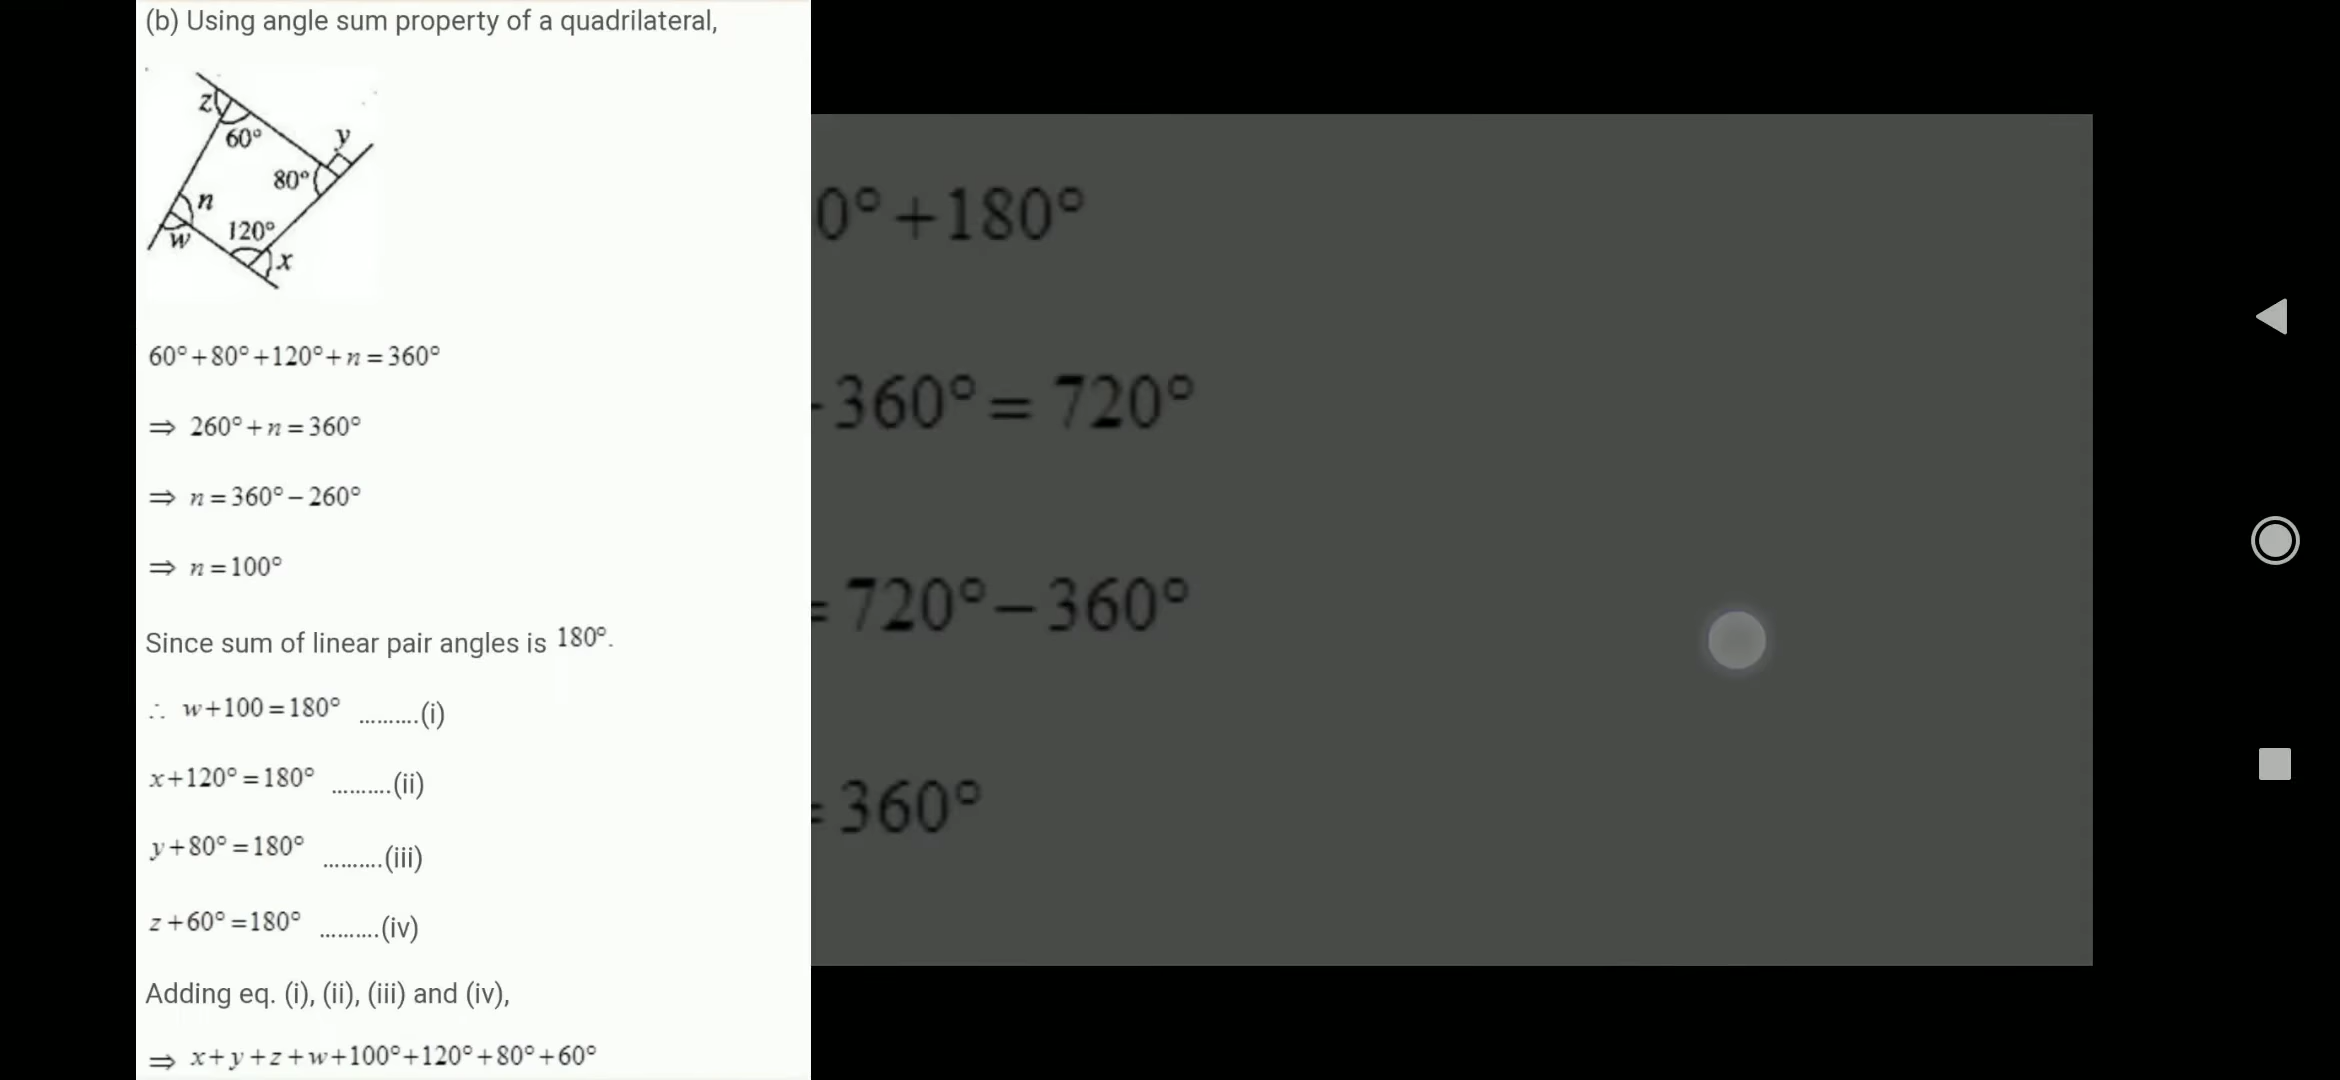 (b) Using angle sum property of a quadrilateral,
z
60°
y
80°
n
120°
w
x
60°+80°+120°+n=360°
⇒ 260°+n=360°
⇒ n=360°−260°
⇒ n=100°
Since sum of linear pair angles is 180°.
∴ w+100=180° ..........(i)
x+120°=180° ..........(ii)
y+80°=180° ..........(iii)
z+60°=180° ..........(iv)
Adding eq. (i), (ii), (iii) and (iv),
⇒ x+y+z+w+100°+120°+80°+60°
0°+180°
360°=720°
=720°−360°
=360°